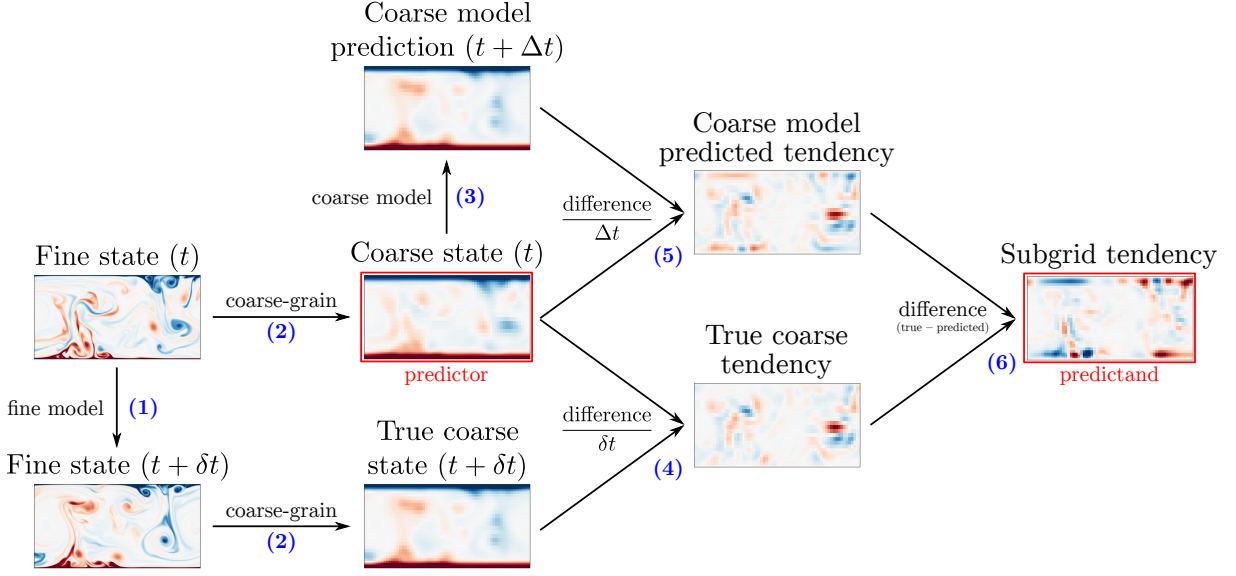 Coarse model
prediction (t + Δt)
coarse model
(3)
Coarse model
predicted tendency
difference
Δt
(5)
Fine state (t)
coarse-grain
(2)
Coarse state (t)
predictor
Subgrid tendency
difference
(true − predicted)
(6)
predictand
fine model
(1)
True coarse
tendency
difference
δt
(4)
Fine state (t + δt)
coarse-grain
(2)
True coarse
state (t + δt)